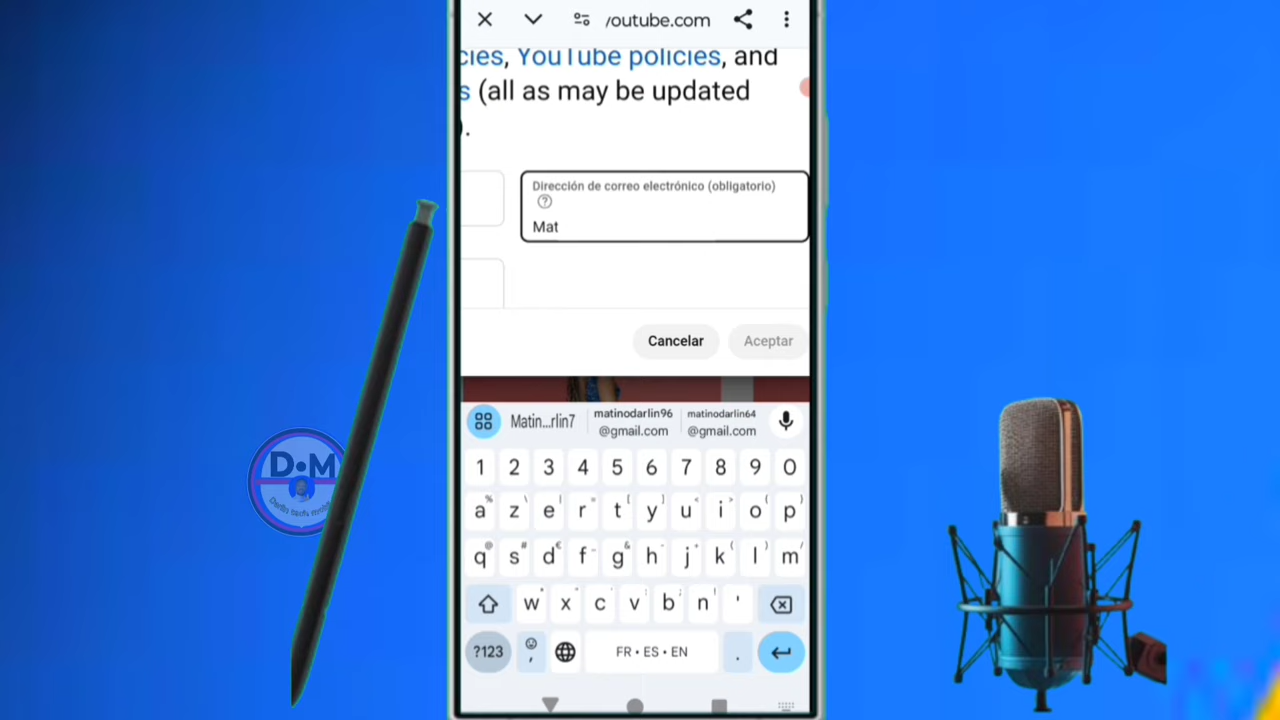 /outube.com
cies, YouTube policies, and
s (all as may be updated
).
Dirección de correo electrónico (obligatorio)
?
Mat
Cancelar
Aceptar
Matin...rlin7
matinodarlin96
@gmail.com
matinodarlin64
@gmail.com
1 2 3 4 5 6 7 8 9 0
a z e r t y u i o p
q s d f g h j k l m
w x c v b n '
?123 , FR • ES • EN .
D•M